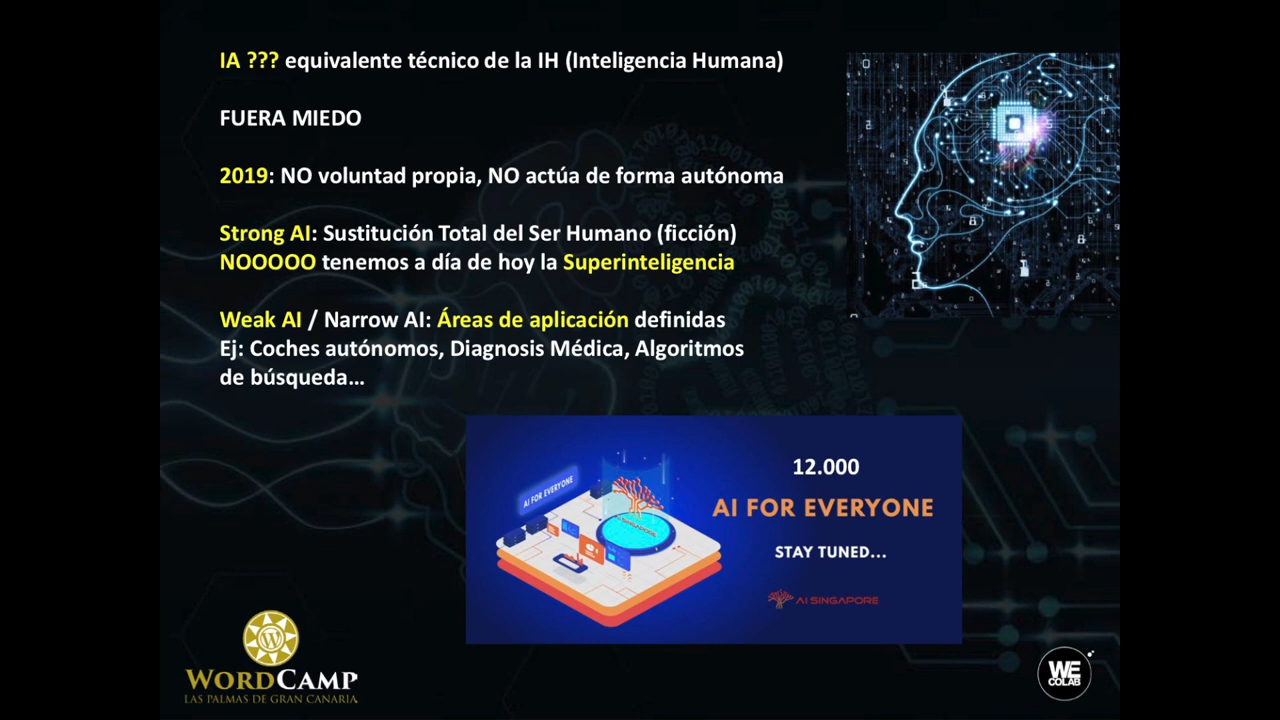 IA ??? equivalente técnico de la IH (Inteligencia Humana)
FUERA MIEDO
2019: NO voluntad propia, NO actúa de forma autónoma
Strong AI: Sustitución Total del Ser Humano (ficción)
NOOOOO tenemos a día de hoy la Superinteligencia
Weak AI / Narrow AI: Áreas de aplicación definidas
Ej: Coches autónomos, Diagnosis Médica, Algoritmos
de búsqueda...
AI FOR EVERYONE
AI SINGAPORE
12.000
AI FOR EVERYONE
STAY TUNED...
AI SINGAPORE
WORDCAMP
LAS PALMAS DE GRAN CANARIA
WE
COLAB